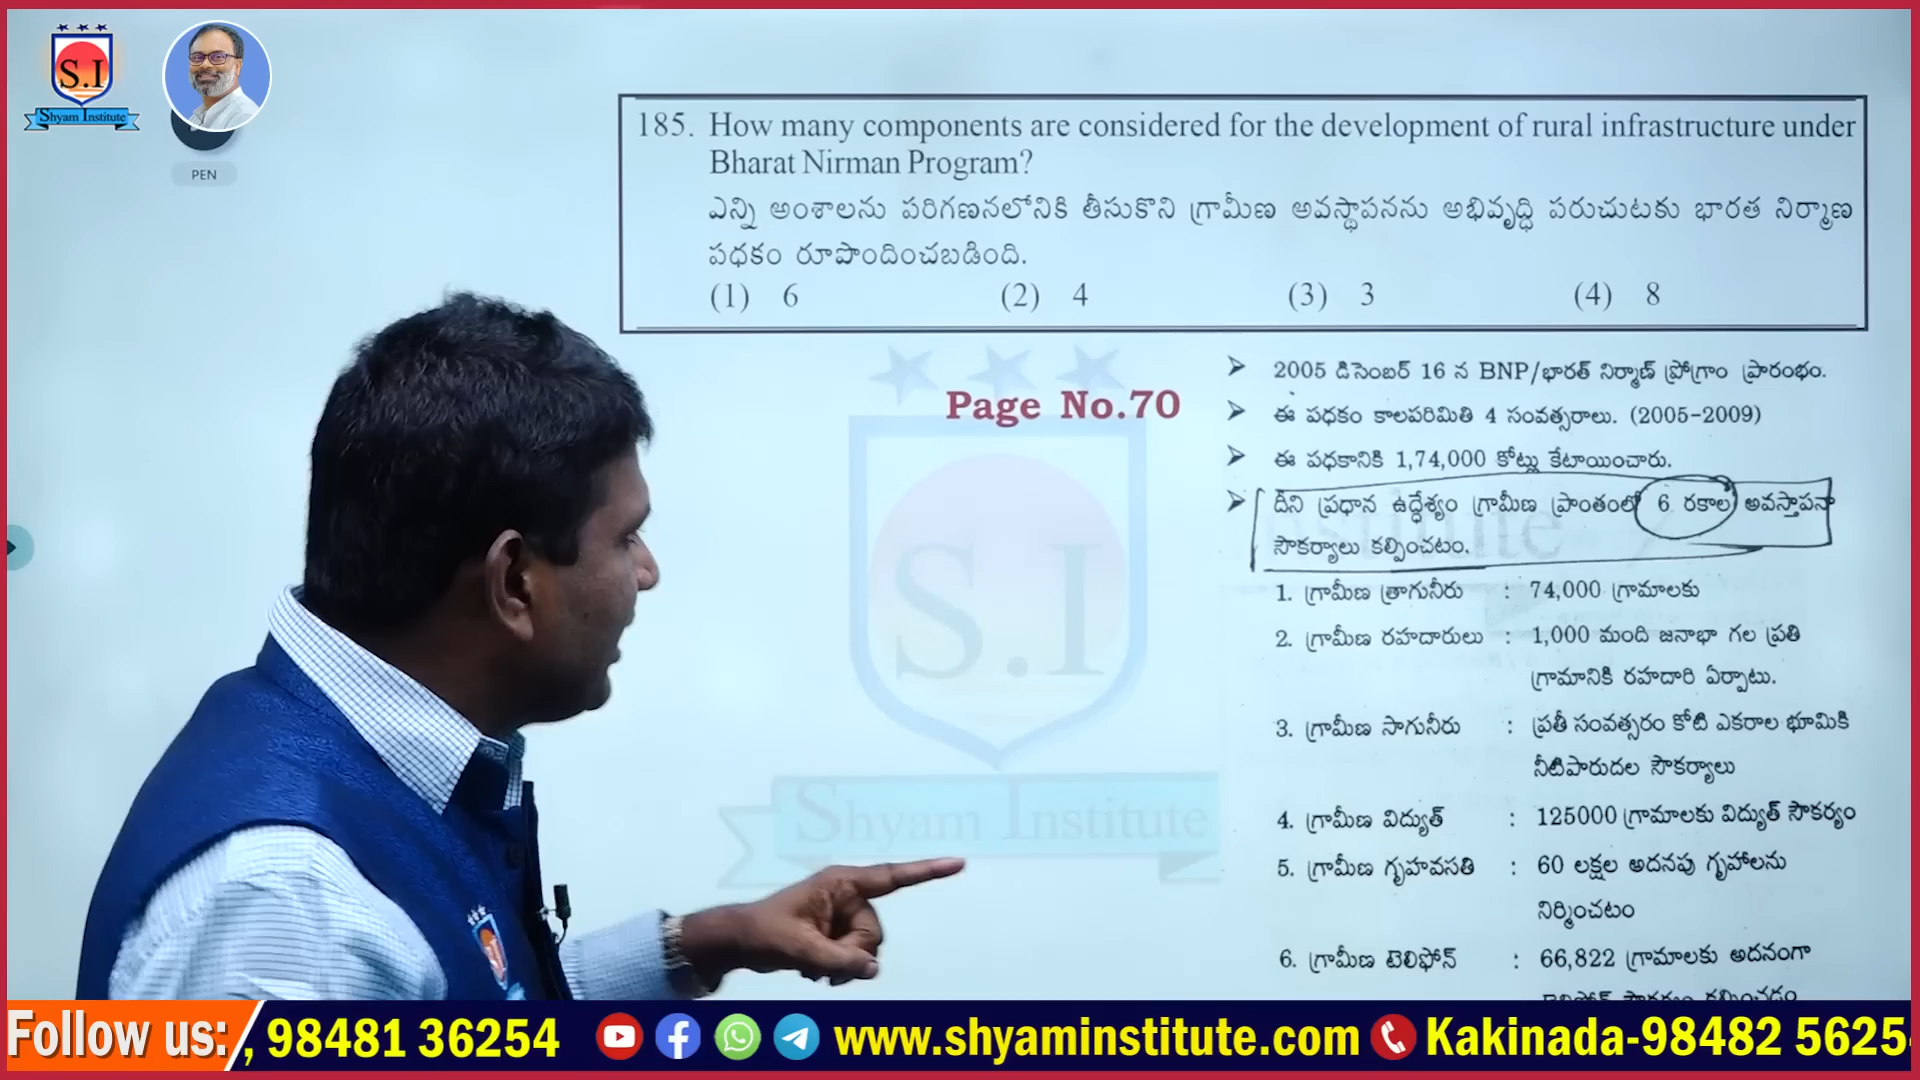 S.I
Shyam Institute
PEN
185. How many components are considered for the development of rural infrastructure under
Bharat Nirman Program?
ఎన్ని అంశాలను పరిగణనలోనికి తీసుకొని గ్రామీణ అవస్థాపనను అభివృద్ధి పరుచుటకు భారత నిర్మాణ
పధకం రూపొందించబడింది.
(1) 6 (2) 4 (3) 3 (4) 8
Page No.70
➢ 2005 డిసెంబర్ 16 న BNP/భారత్ నిర్మాణ్ ప్రోగ్రాం ప్రారంభం.
➢ ఈ పధకం కాలపరిమితి 4 సంవత్సరాలు. (2005-2009)
➢ ఈ పధకానికి 1,74,000 కోట్లు కేటాయించారు.
➢ దీని ప్రధాన ఉద్ధేశ్యం గ్రామీణ ప్రాంతంలో 6 రకాల అవస్తాపనా
సౌకర్యాలు కల్పించటం.
1. గ్రామీణ త్రాగునీరు : 74,000 గ్రామాలకు
2. గ్రామీణ రహదారులు : 1,000 మంది జనాభా గల ప్రతి
గ్రామానికి రహదారి ఏర్పాటు.
3. గ్రామీణ సాగునీరు : ప్రతీ సంవత్సరం కోటి ఎకరాల భూమికి
నీటిపారుదల సౌకర్యాలు
4. గ్రామీణ విద్యుత్ : 125000 గ్రామాలకు విద్యుత్ సౌకర్యం
5. గ్రామీణ గృహవసతి : 60 లక్షల అదనపు గృహాలను
నిర్మించటం
6. గ్రామీణ టెలిఫోన్ : 66,822 గ్రామాలకు అదనంగా
S.I
Shyam Institute
Follow us: , 98481 36254 www.shyaminstitute.com Kakinada-98482 5625